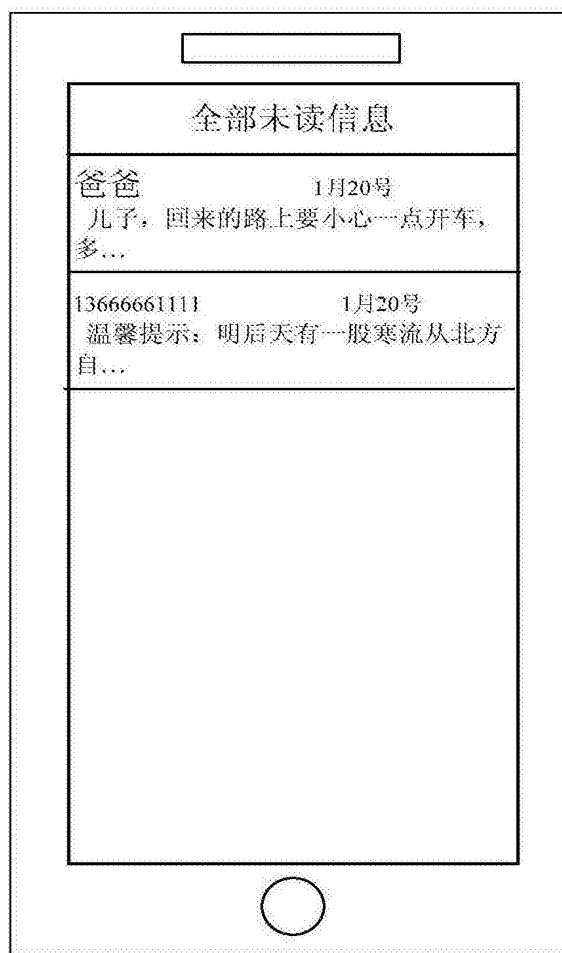 全部未读信息
爸爸 1月20号
儿子，回来的路上要小心一点开车，
多...
13666661111 1月20号
温馨提示：明后天有一股寒流从北方
自...